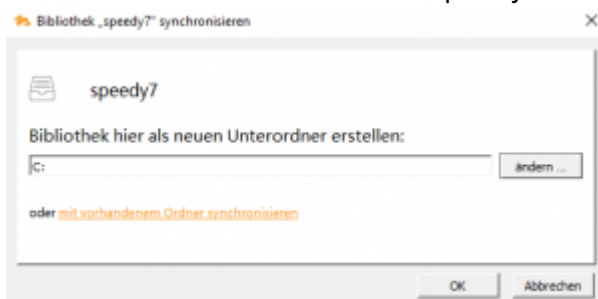 Bibliothek „speedy7“ synchronisieren
speedy7
Bibliothek hier als neuen Unterordner erstellen:
C:
ändern ...
oder mit vorhandenem Ordner synchronisieren
OK
Abbrechen